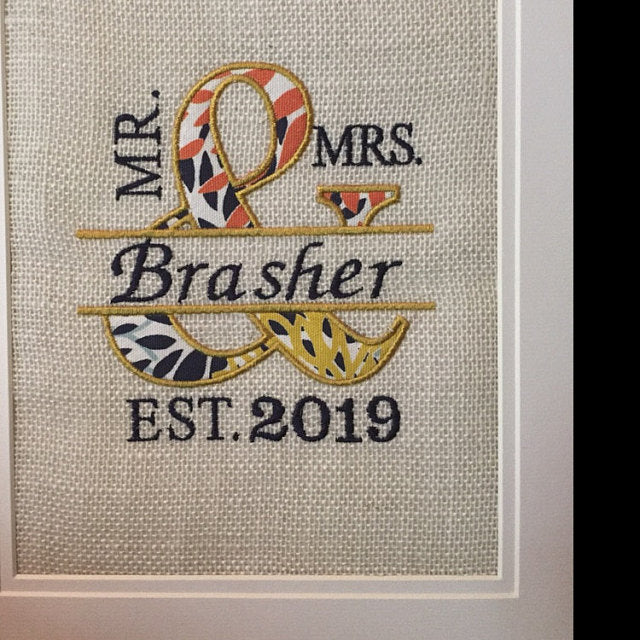 MR. & MRS.
Brasher
EST. 2019